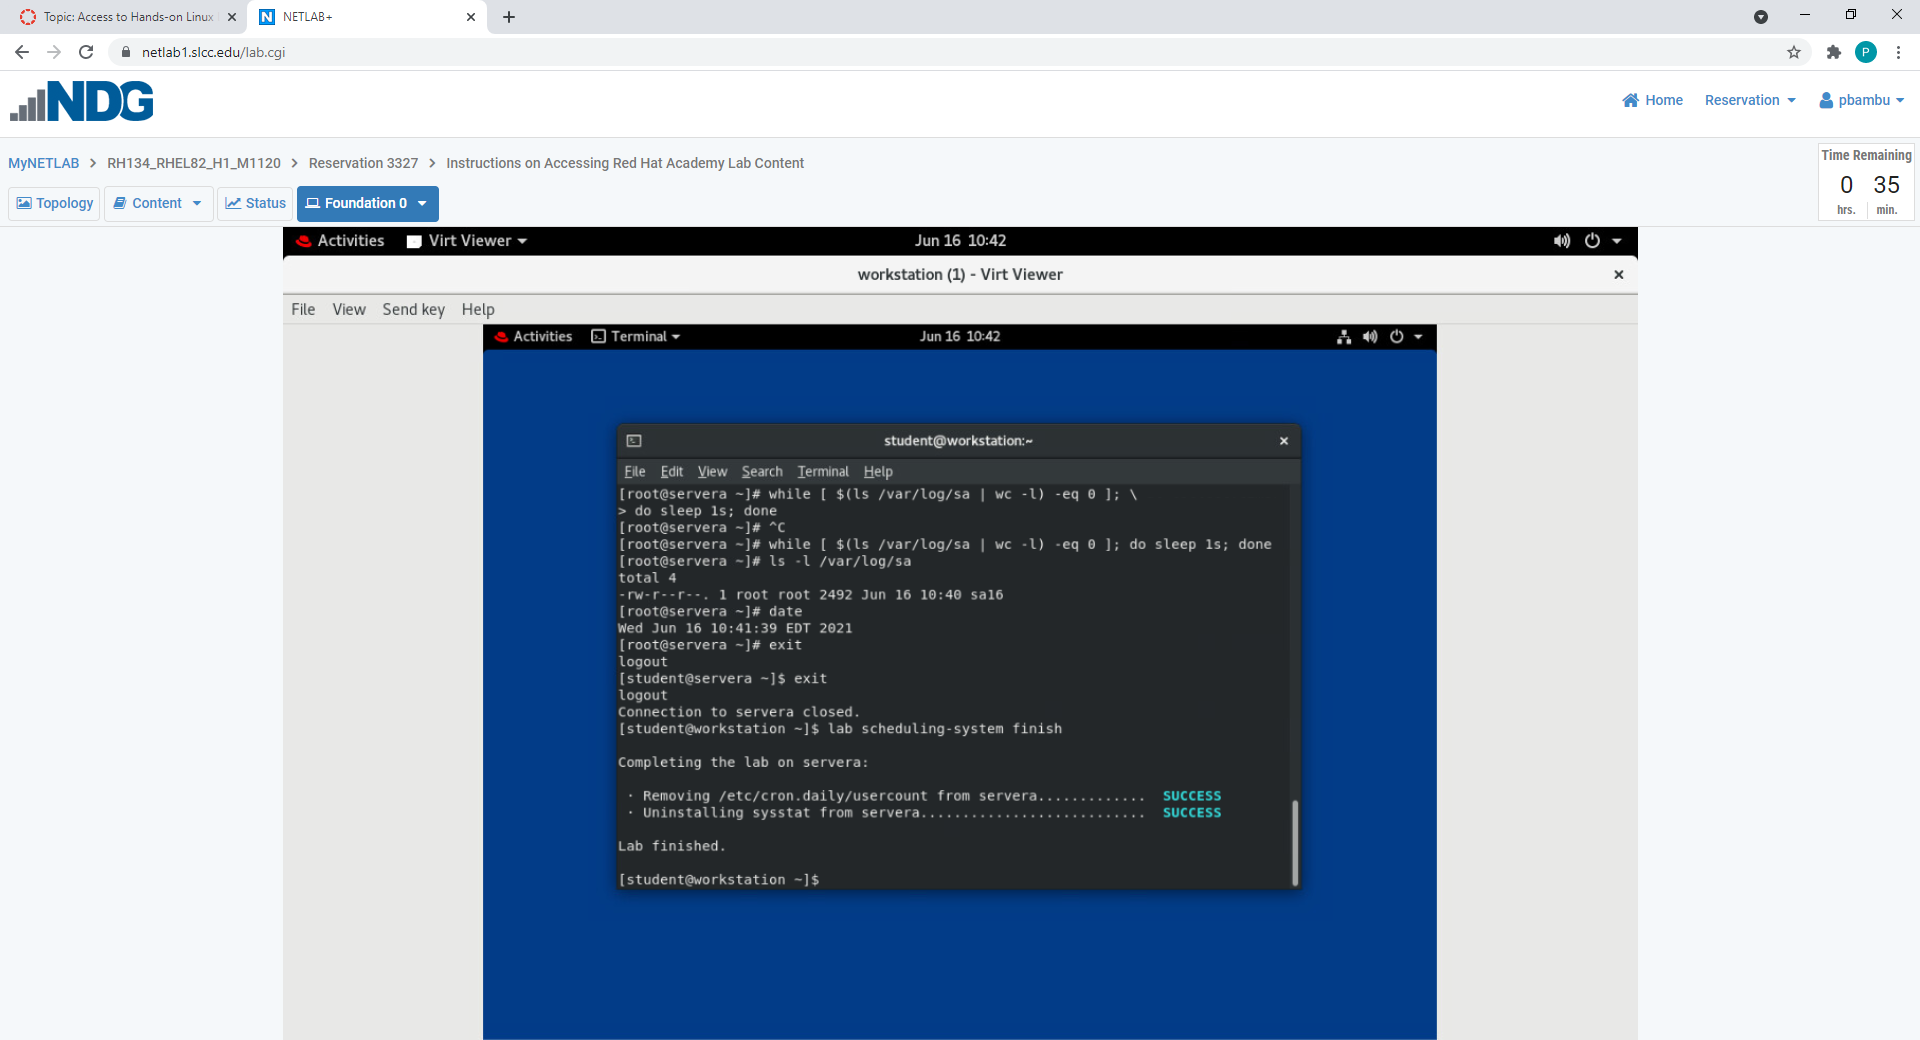 Topic: Access to Hands-on Linux
NETLAB+
netlab1.slcc.edu/lab.cgi
P
NDG
Home
Reservation
pbambu
MyNETLAB > RH134_RHEL82_H1_M1120 > Reservation 3327 > Instructions on Accessing Red Hat Academy Lab Content
Time Remaining
0 35
hrs. min.
Topology
Content
Status
Foundation 0
Activities
Virt Viewer
Jun 16 10:42
workstation (1) - Virt Viewer
File View Send key Help
Activities
Terminal
Jun 16 10:42
student@workstation:~
File Edit View Search Terminal Help
[root@servera ~]# while [ $(ls /var/log/sa | wc -l) -eq 0 ]; \
> do sleep 1s; done
[root@servera ~]# ^C
[root@servera ~]# while [ $(ls /var/log/sa | wc -l) -eq 0 ]; do sleep 1s; done
[root@servera ~]# ls -l /var/log/sa
total 4
-rw-r--r--. 1 root root 2492 Jun 16 10:40 sa16
[root@servera ~]# date
Wed Jun 16 10:41:39 EDT 2021
[root@servera ~]# exit
logout
[student@servera ~]$ exit
logout
Connection to servera closed.
[student@workstation ~]$ lab scheduling-system finish
Completing the lab on servera:
· Removing /etc/cron.daily/usercount from servera............. SUCCESS
· Uninstalling sysstat from servera........................... SUCCESS
Lab finished.
[student@workstation ~]$